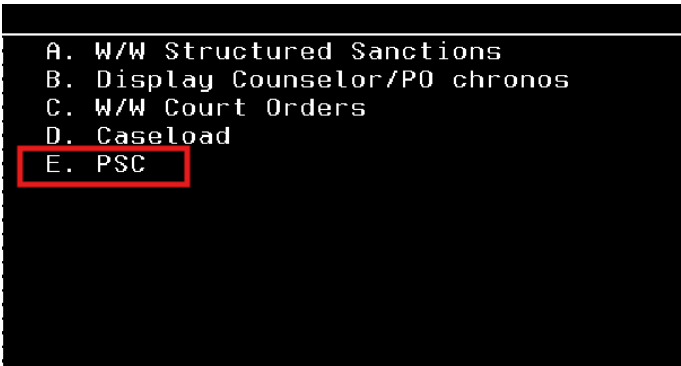 A. W/W Structured Sanctions
B. Display Counselor/PO chronos
C. W/W Court Orders
D. Caseload
E. PSC